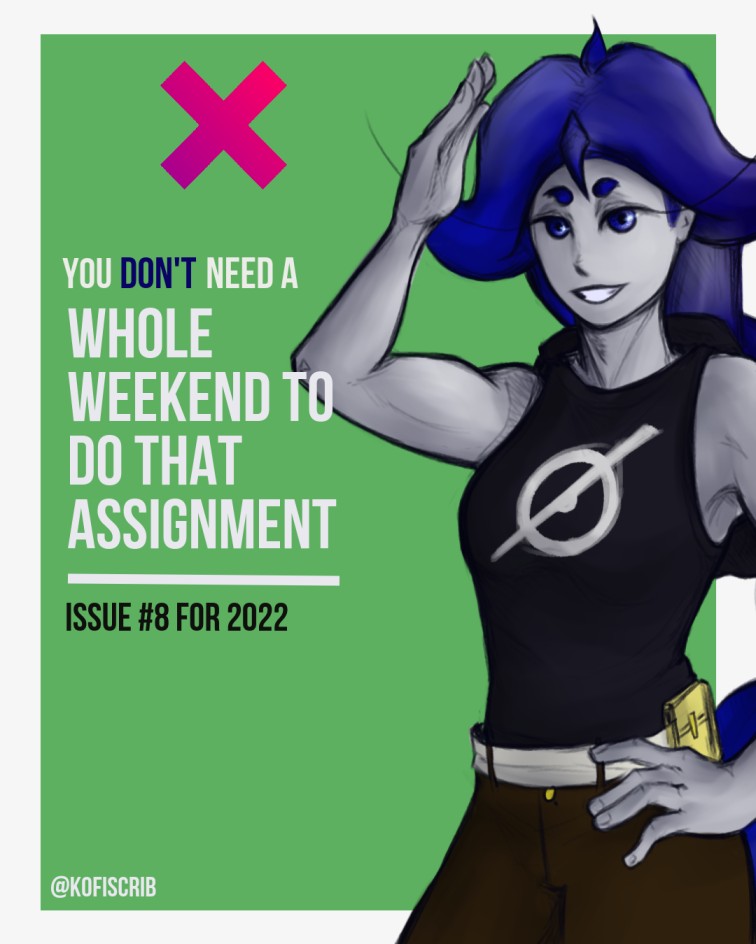 YOU DON'T NEED A
WHOLE
WEEKEND TO
DO THAT
ASSIGNMENT
ISSUE #8 FOR 2022
@KOFISCRIB